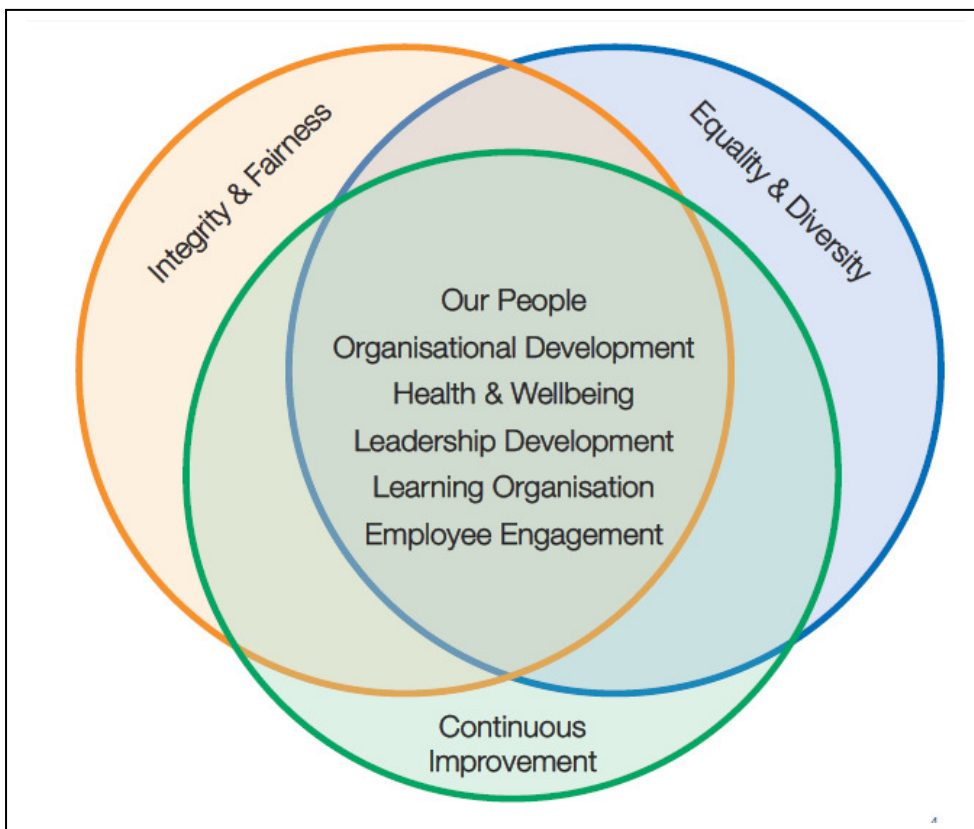 Integrity & Fairness
Equality & Diversity
Our People
Organisational Development
Health & Wellbeing
Leadership Development
Learning Organisation
Employee Engagement
Continuous
Improvement